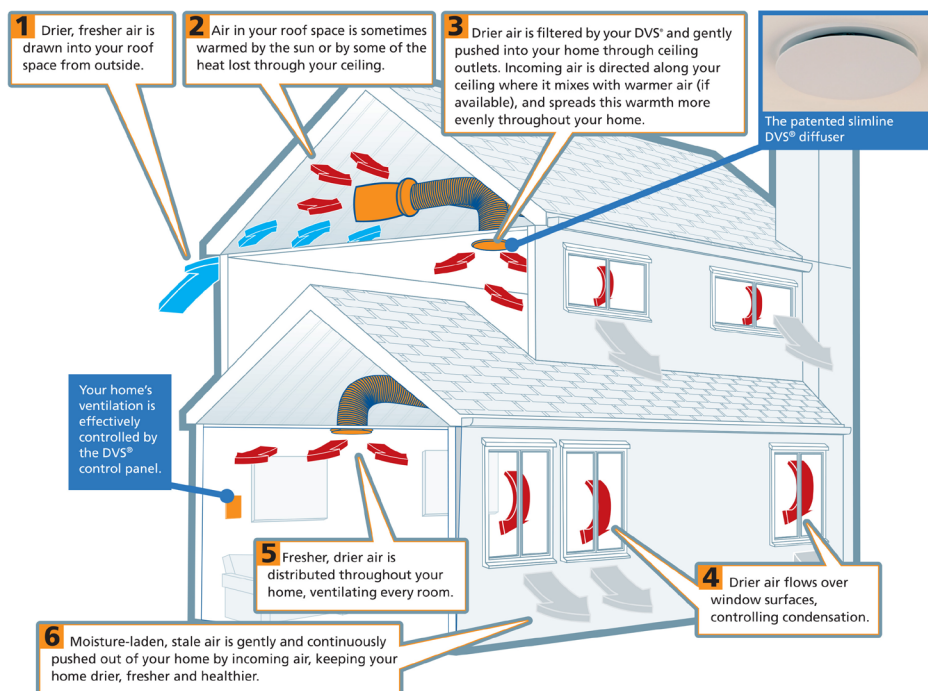 1 Drier, fresher air is
drawn into your roof
space from outside.
2 Air in your roof space is sometimes
warmed by the sun or by some of the
heat lost through your ceiling.
3 Drier air is filtered by your DVS® and gently
pushed into your home through ceiling
outlets. Incoming air is directed along your
ceiling where it mixes with warmer air (if
available), and spreads this warmth more
evenly throughout your home.
The patented slimline
DVS® diffuser
Your home's
ventilation is
effectively
controlled by
the DVS®
control panel.
5 Fresher, drier air is
distributed throughout your
home, ventilating every room.
4 Drier air flows over
window surfaces,
controlling condensation.
6 Moisture-laden, stale air is gently and continuously
pushed out of your home by incoming air, keeping your
home drier, fresher and healthier.